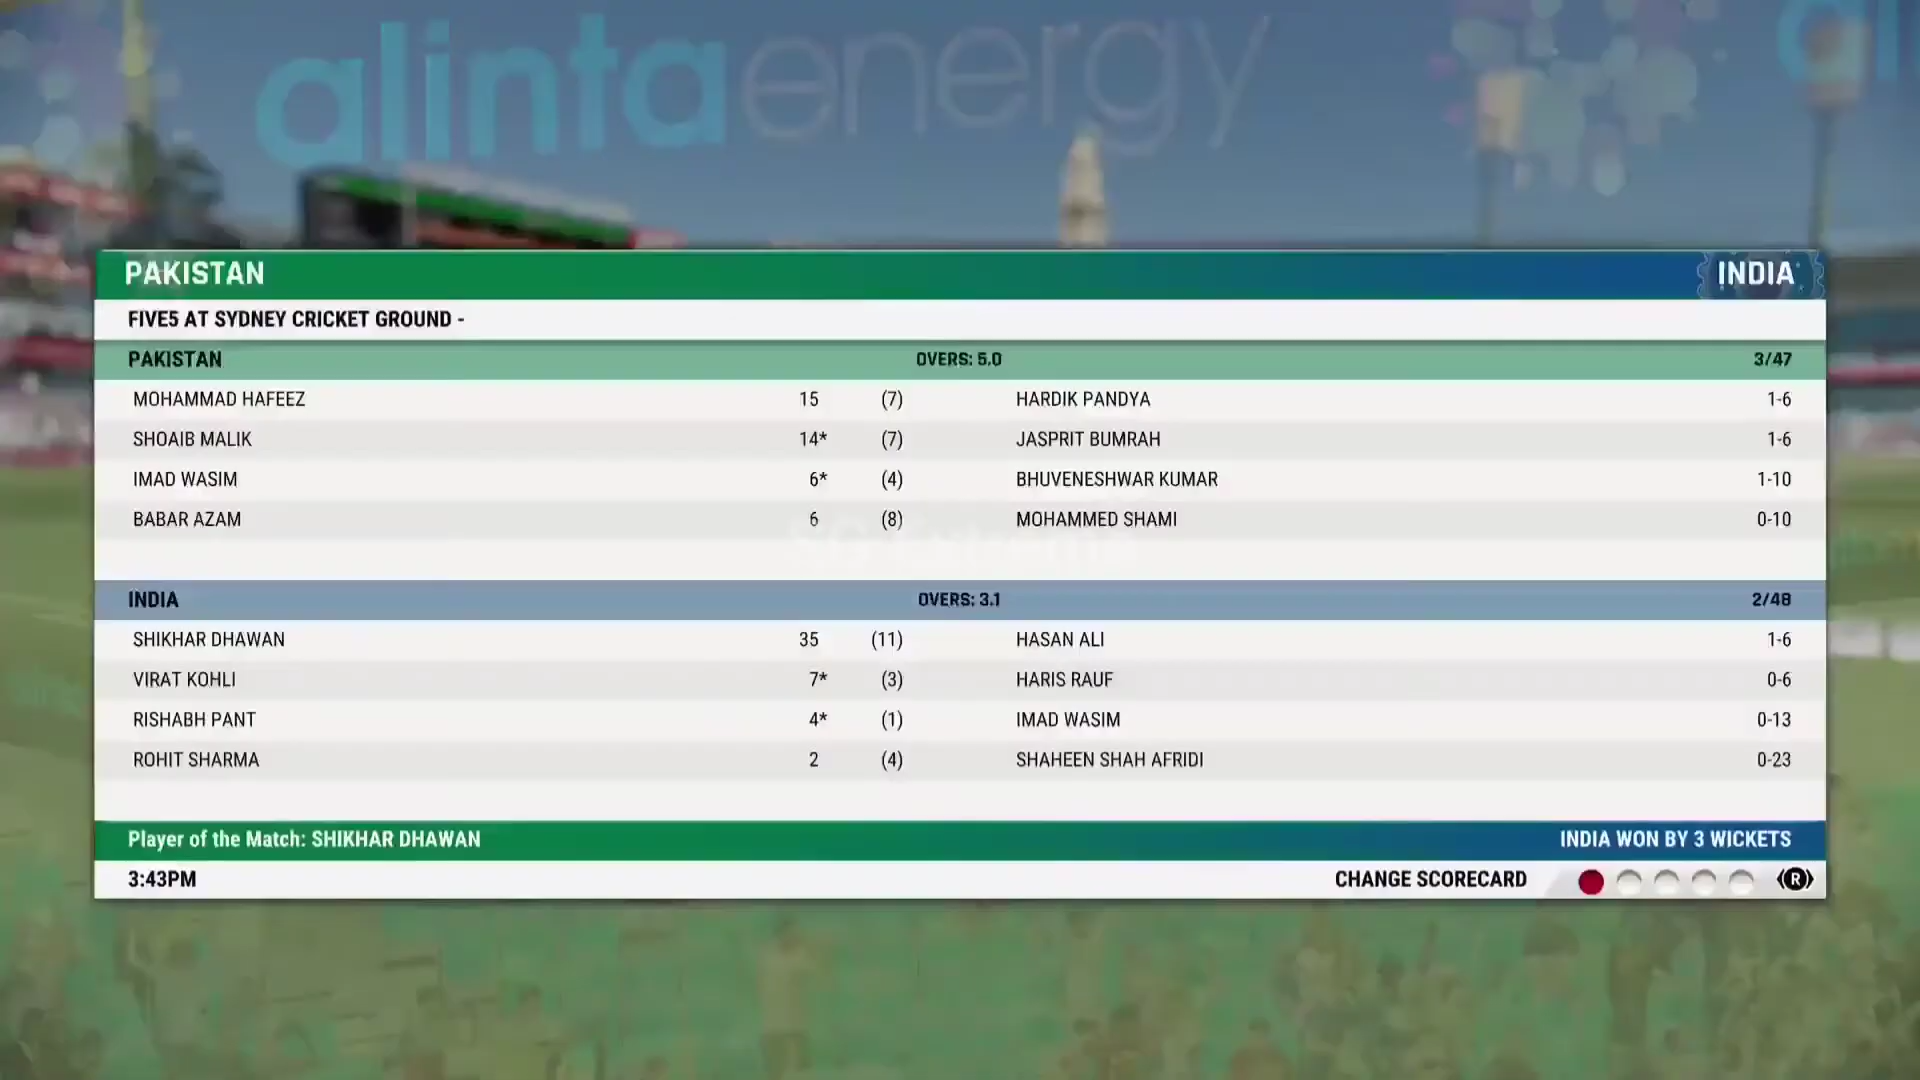 alintaenergy
PAKISTAN INDIA
FIVE5 AT SYDNEY CRICKET GROUND -
PAKISTAN OVERS: 5.0 3/47
MOHAMMAD HAFEEZ 15 (7) HARDIK PANDYA 1-6
SHOAIB MALIK 14* (7) JASPRIT BUMRAH 1-6
IMAD WASIM 6* (4) BHUVENESHWAR KUMAR 1-10
BABAR AZAM 6 (8) MOHAMMED SHAMI 0-10
INDIA OVERS: 3.1 2/48
SHIKHAR DHAWAN 35 (11) HASAN ALI 1-6
VIRAT KOHLI 7* (3) HARIS RAUF 0-6
RISHABH PANT 4* (1) IMAD WASIM 0-13
ROHIT SHARMA 2 (4) SHAHEEN SHAH AFRIDI 0-23
Player of the Match: SHIKHAR DHAWAN INDIA WON BY 3 WICKETS
3:43PM CHANGE SCORECARD R